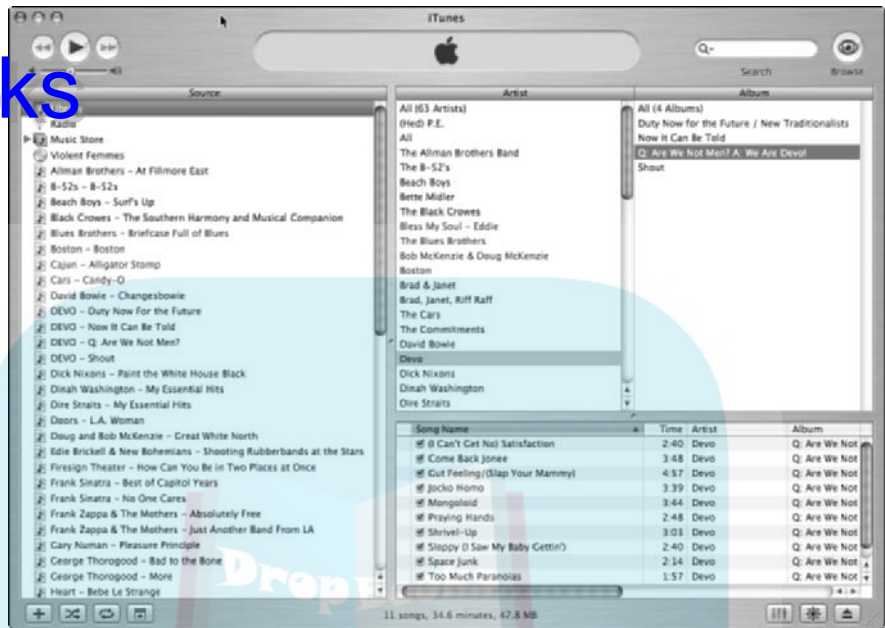 iTunes
Q-
Search
Browse
ks
Source
Artist
Album
Radio
Music Store
Violent Femmes
Allman Brothers - At Fillmore East
B-52s - B-52s
Beach Boys - Surf's Up
Black Crowes - The Southern Harmony and Musical Companion
Blues Brothers - Briefcase Full of Blues
Boston - Boston
Cajun - Alligator Stomp
Cars - Candy-O
David Bowie - Changesbowie
DEVO - Duty Now For the Future
DEVO - Now It Can Be Told
DEVO - Q: Are We Not Men?
DEVO - Shout
Dick Nixons - Paint the White House Black
Dinah Washington - My Essential Hits
Dire Straits - My Essential Hits
Doors - L.A. Woman
Doug and Bob McKenzie - Great White North
Edie Brickell & New Bohemians - Shooting Rubberbands at the Stars
Firesign Theater - How Can You Be in Two Places at Once
Frank Sinatra - Best of Capitol Years
Frank Sinatra - No One Cares
Frank Zappa & The Mothers - Absolutely Free
Frank Zappa & The Mothers - Just Another Band From LA
Gary Numan - Pleasure Principle
George Thorogood - Bad to the Bone
George Thorogood - More
Heart - Bebe Le Strange
All (63 Artists)
(Hed) P.E.
All
The Allman Brothers Band
The B-52's
Beach Boys
Bette Midler
The Black Crowes
Bless My Soul - Eddie
The Blues Brothers
Bob McKenzie & Doug McKenzie
Boston
Brad & Janet
Brad, Janet, Riff Raff
The Cars
The Commitments
David Bowie
Devo
Dick Nixons
Dinah Washington
Dire Straits
All (4 Albums)
Duty Now for the Future / New Traditionalists
Now It Can Be Told
Q: Are We Not Men? A: We Are Devo!
Shout
Song Name Time Artist Album
(I Can't Get No) Satisfaction 2:40 Devo Q: Are We Not
Come Back Jonee 3:48 Devo Q: Are We Not
Gut Feeling/(Slap Your Mammy) 4:57 Devo Q: Are We Not
Jocko Homo 3:39 Devo Q: Are We Not
Mongoloid 3:44 Devo Q: Are We Not
Praying Hands 2:48 Devo Q: Are We Not
Shrivel-Up 3:03 Devo Q: Are We Not
Sloppy (I Saw My Baby Gettin') 2:40 Devo Q: Are We Not
Space Junk 2:14 Devo Q: Are We Not
Too Much Paranoias 1:57 Devo Q: Are We Not
11 songs, 34.6 minutes, 47.8 MB